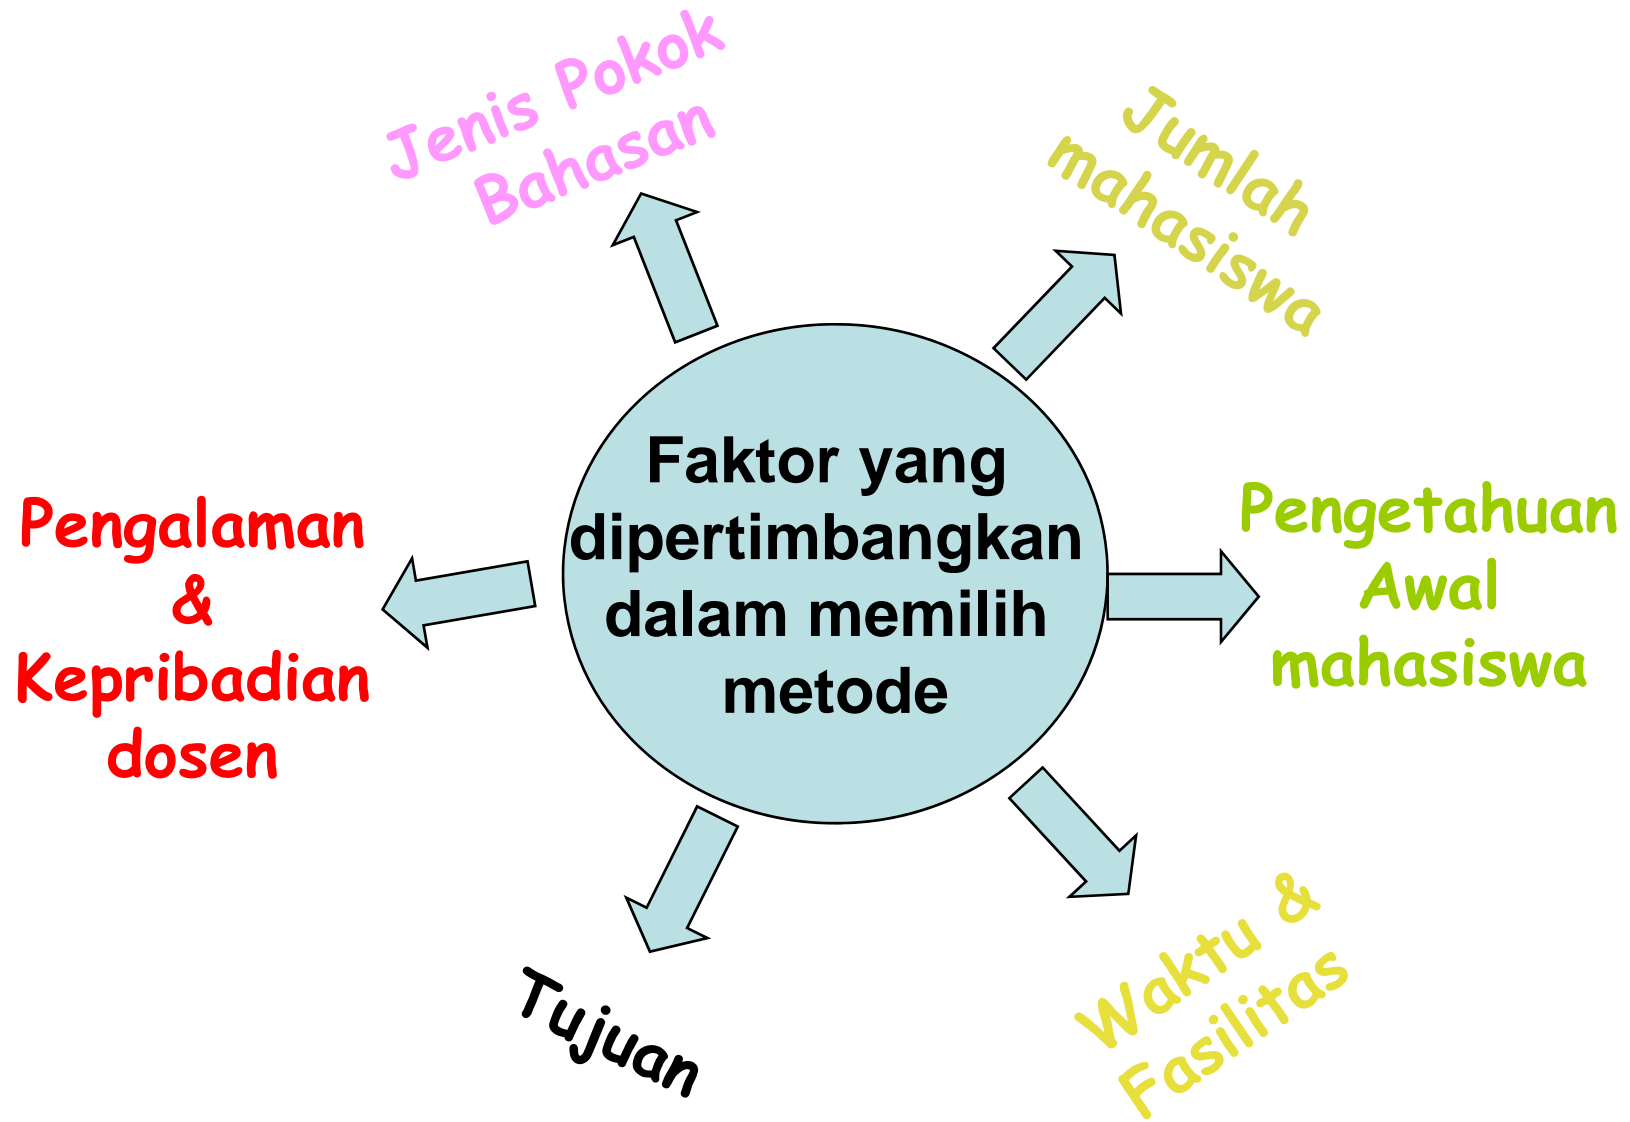 Jenis Pokok
Bahasan
Jumlah
mahasiswa
Faktor yang
dipertimbangkan
dalam memilih
metode
Pengalaman
&
Kepribadian
dosen
Pengetahuan
Awal
mahasiswa
Tujuan
Waktu &
Fasilitas